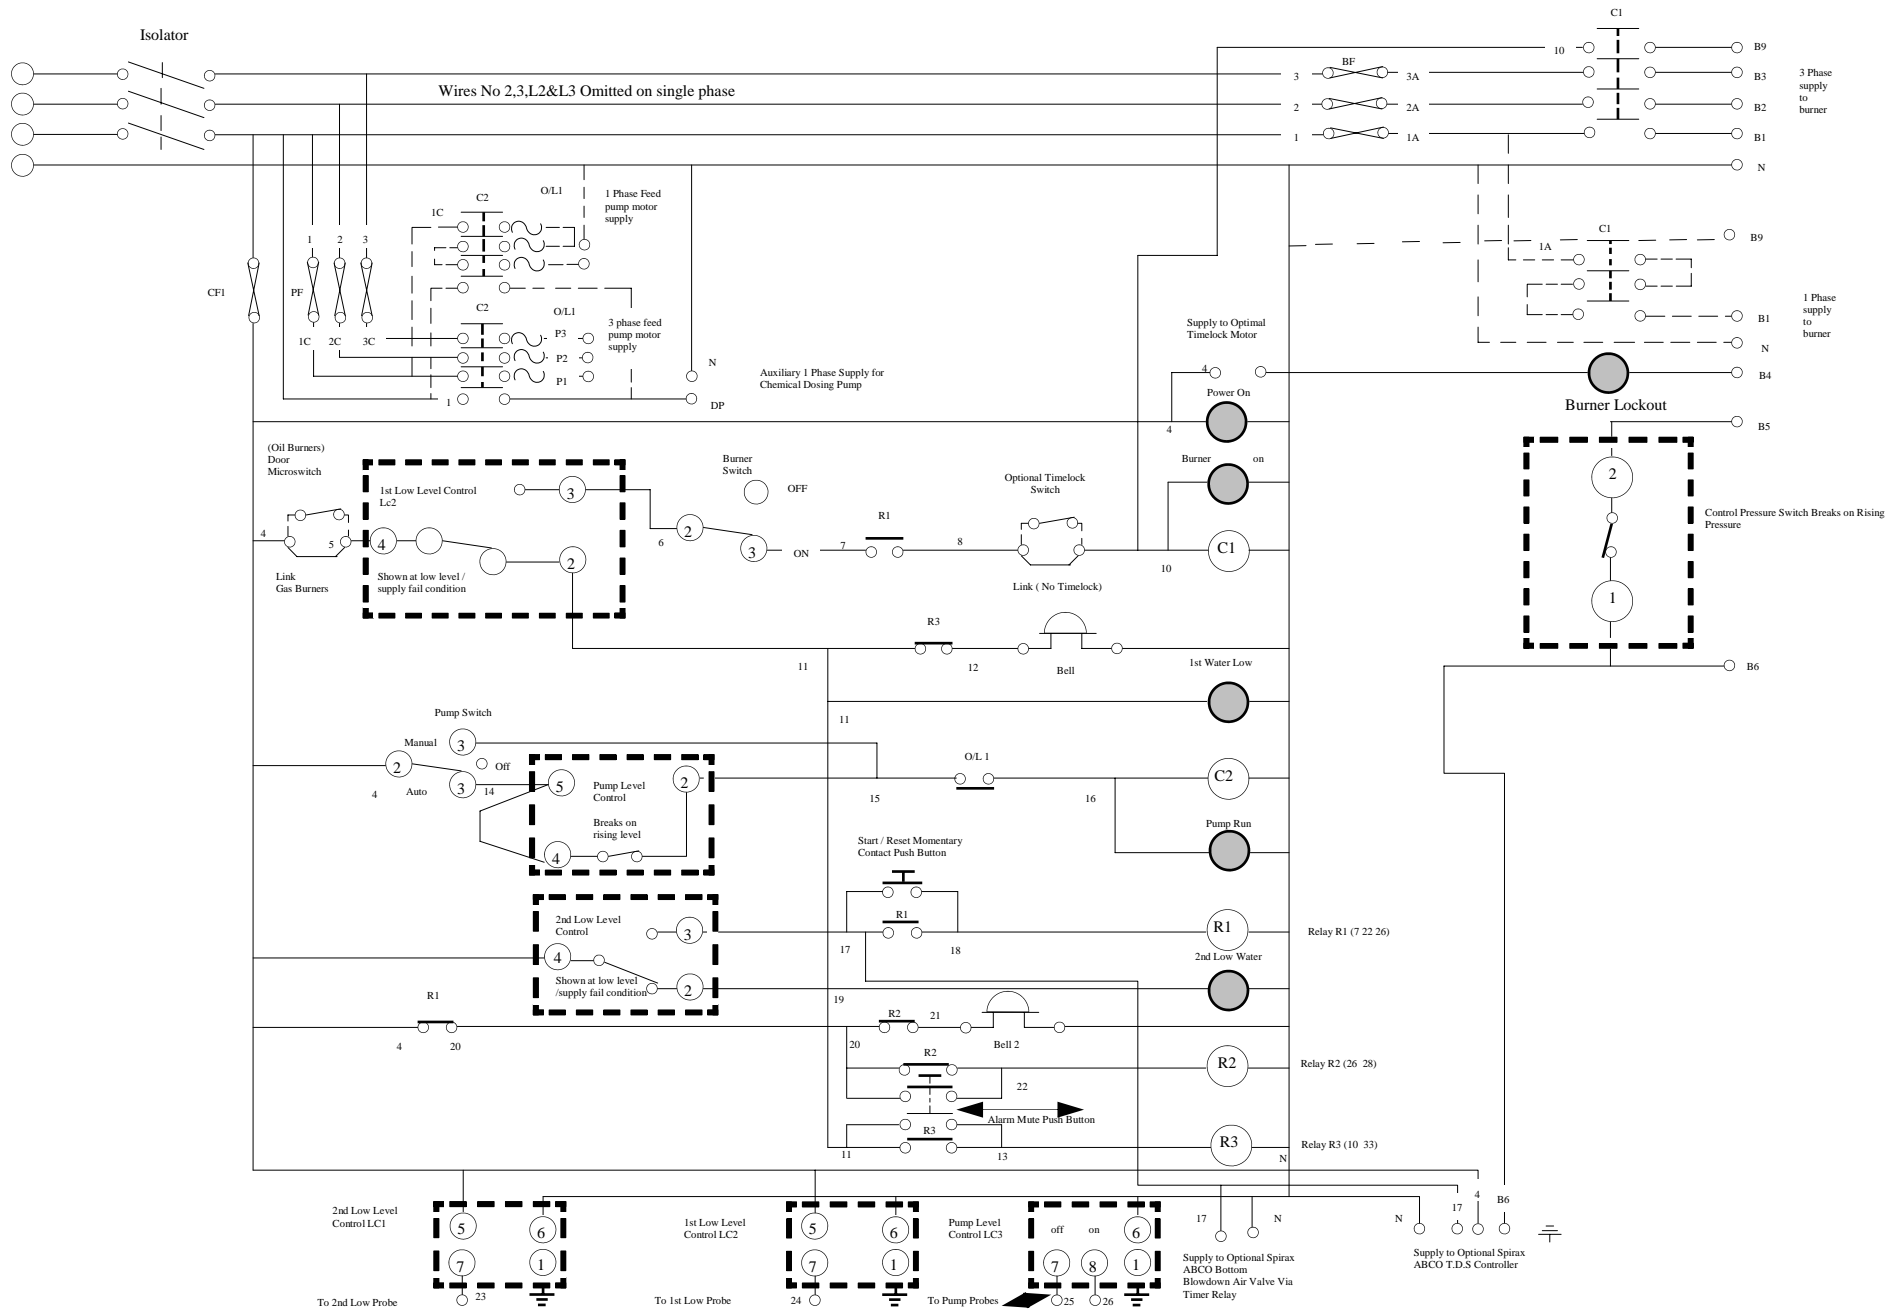 Isolator
C1
10
B9
BF
3
3A
B3
3 Phase
supply
to
burner
Wires No 2,3,L2&L3 Omitted on single phase
2
2A
B2
1
1A
B1
N
O/L1
C2
1 Phase Feed
pump motor
supply
1C
C1
B9
1A
1
2
3
CF1
PF
C2
O/L1
1 Phase
supply
to
burner
3 phase feed
pump motor
supply
P3
P2
P1
1C
2C
3C
Supply to Optimal
Timelock Motor
B1
N
N
Auxiliary 1 Phase Supply for
Chemical Dosing Pump
4
B4
1
DP
Power On
Burner Lockout
4
B5
(Oil Burners)
Door
Microswitch
1st Low Level Control
Lc2
3
Burner
Switch
OFF
Burner
on
Optional Timelock
Switch
2
Control Pressure Switch Breaks on Rising
Pressure
4
5
4
2
6
2
3
ON
7
R1
8
10
C1
Link
Gas Burners
Shown at low level /
supply fail condition
Link ( No Timelock)
1
R3
11
12
Bell
1st Water Low
B6
11
Pump Switch
Manual
3
Off
2
3
Auto
4
14
5
Pump Level
Control
2
Breaks on
rising level
4
O/L 1
15
16
C2
Pump Run
Start / Reset Momentary
Contact Push Button
R1
2nd Low Level
Control
3
17
18
R1
Relay R1 (7 22 26)
2nd Low Water
4
Shown at low level
/supply fail condition
2
19
R1
4
20
R2
21
20
Bell 2
R2
22
R2
Relay R2 (26 28)
Alarm Mute Push Button
R3
11
13
R3
Relay R3 (10 33)
N
2nd Low Level
Control LC1
5
6
7
1
23
To 2nd Low Probe
1st Low Level
Control LC2
5
6
7
1
24
To 1st Low Probe
Pump Level
Control LC3
off
on
6
7
8
1
25
26
To Pump Probes
17
N
Supply to Optional Spirax
ABCO Bottom
Blowdown Air Valve Via
Timer Relay
N
17
4
B6
Supply to Optional Spirax
ABCO T.D.S Controller